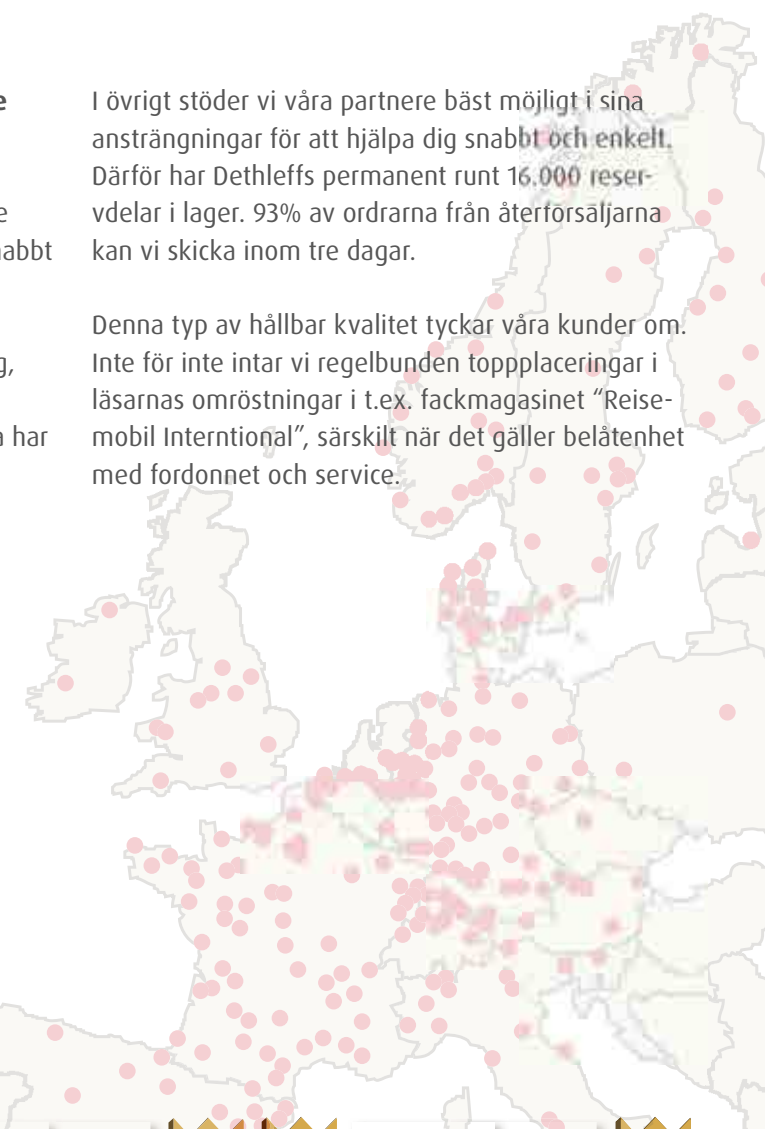 e
e
abbt
g,
a har
I övrigt stöder vi våra partnere bäst möjligt i sina
ansträngningar för att hjälpa dig snabbt och enkelt.
Därför har Dethleffs permanent runt 16.000 reser-
vdelar i lager. 93% av ordrarna från återförsäljarna
kan vi skicka inom tre dagar.
Denna typ av hållbar kvalitet tyckar våra kunder om.
Inte för inte intar vi regelbunden toppplaceringar i
läsarnas omröstningar i t.ex. fackmagasinet “Reise-
mobil Interntional”, särskilt när det gäller belåtenhet
med fordonnet och service.